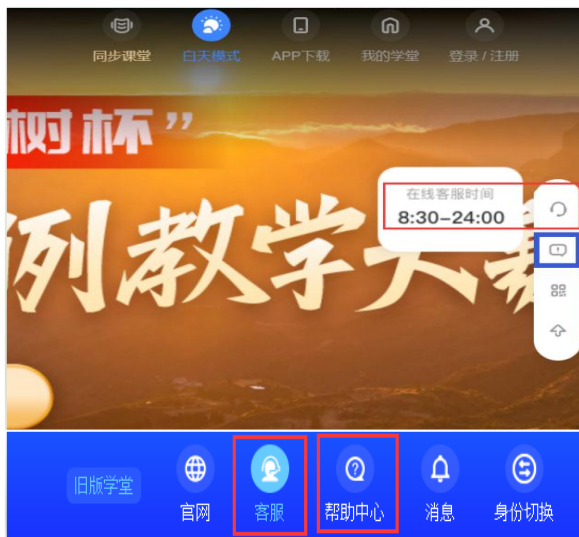 同步课堂
白天模式
APP下载
我的学堂
登录 / 注册
树杯”
在线客服时间
8:30–24:00
例教学大赛
旧版学堂
官网
客服
帮助中心
消息
身份切换